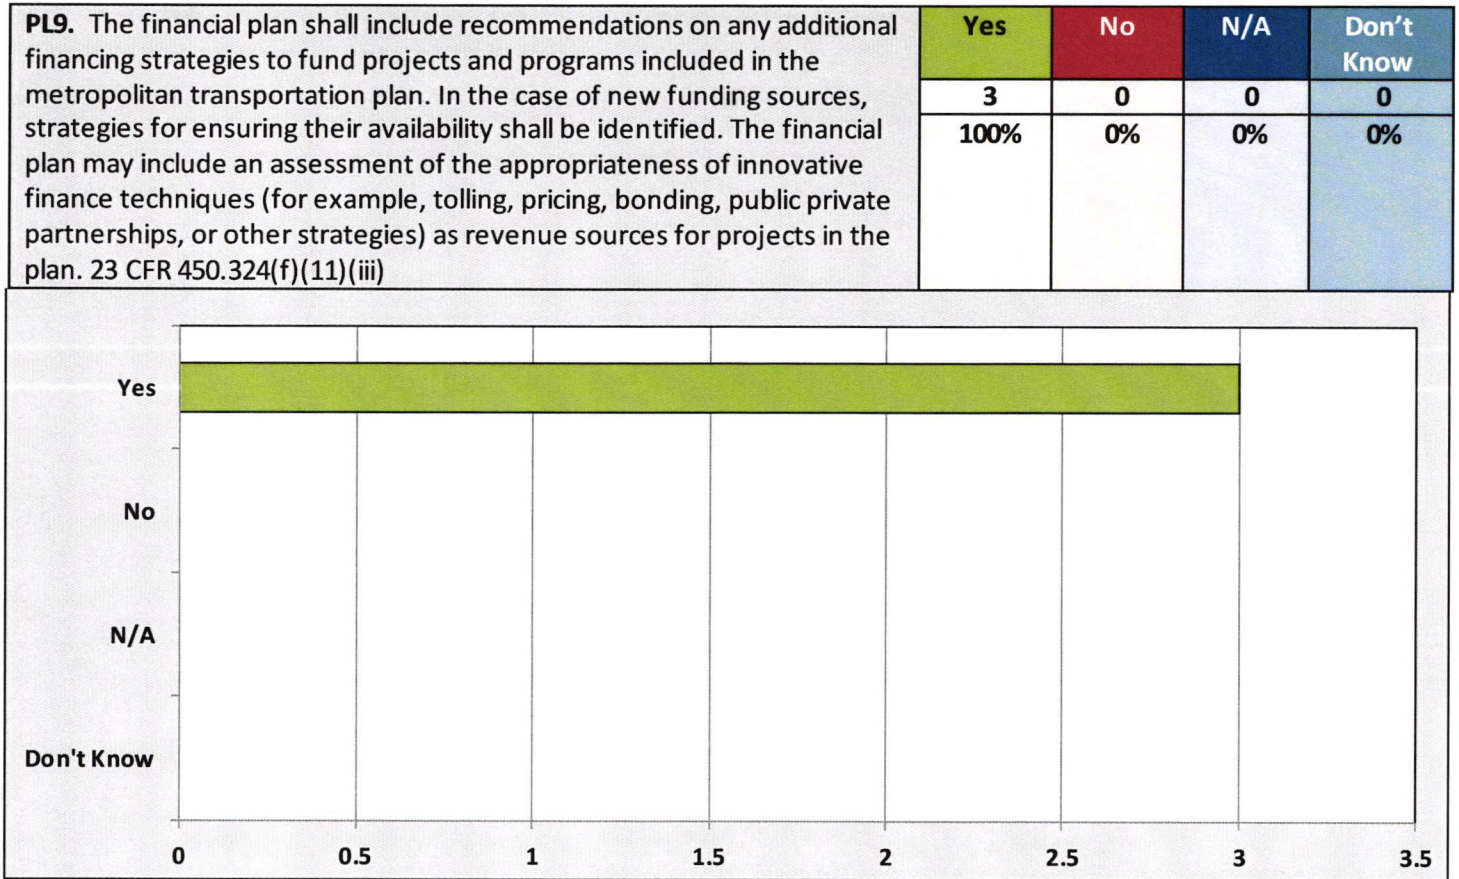 PL9. The financial plan shall include recommendations on any additional
financing strategies to fund projects and programs included in the
metropolitan transportation plan. In the case of new funding sources,
strategies for ensuring their availability shall be identified. The financial
plan may include an assessment of the appropriateness of innovative
finance techniques (for example, tolling, pricing, bonding, public private
partnerships, or other strategies) as revenue sources for projects in the
plan. 23 CFR 450.324(f)(11)(iii)
Yes No N/A Don’t
Know
3 0 0 0
100% 0% 0% 0%
Yes
No
N/A
Don't Know
0 0.5 1 1.5 2 2.5 3 3.5